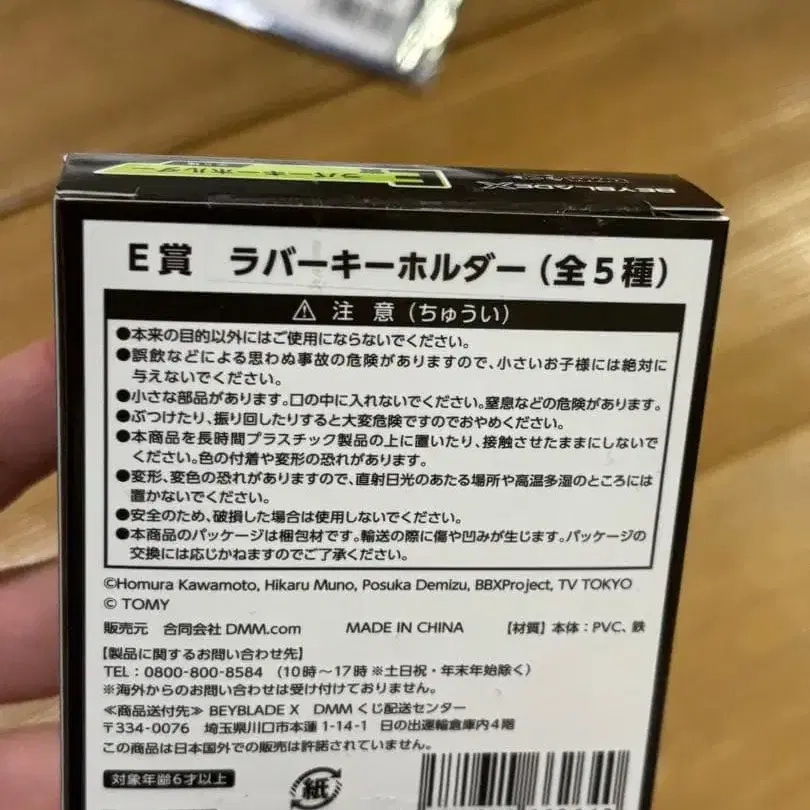 BEYBLADE X
E ラバーキーホルダー
E賞 ラバーキーホルダー(全5種)
⚠ 注 意(ちゅうい)
●本来の目的以外にはご使用にならないでください。
●誤飲などによる思わぬ事故の危険がありますので、小さいお子様には絶対に
与えないでください。
●小さな部品があります。口の中に入れないでください。窒息などの危険があります。
●ぶつけたり、振り回したりすると大変危険ですのでおやめください。
●本商品を長時間プラスチック製品の上に置いたり、接触させたままにしないで
ください。色の付着や変形の恐れがあります。
●変形、変色の恐れがありますので、直射日光のあたる場所や高温多湿のところには
置かないでください。
●安全のため、破損した場合は使用しないでください。
●本商品のパッケージは梱包材です。輸送の際に傷や凹みが生じます。パッケージの
交換には応じかねますのでご了承ください。
©Homura Kawamoto, Hikaru Muno, Posuka Demizu, BBXProject, TV TOKYO
© TOMY
販売元 合同会社 DMM.com MADE IN CHINA 【材質】本体:PVC、鉄
【製品に関するお問い合わせ先】
TEL:0800-800-8584 (10時~17時 ※土日祝・年末年始除く)
※海外からのお問い合わせは受け付けておりません。
≪商品送付先≫ BEYBLADE X DMM くじ配送センター
〒334-0076 埼玉県川口市本蓮 1-14-1 日の出運輸倉庫内4階
この商品は日本国外での販売は許諾されていません。
対象年齢6才以上
紙